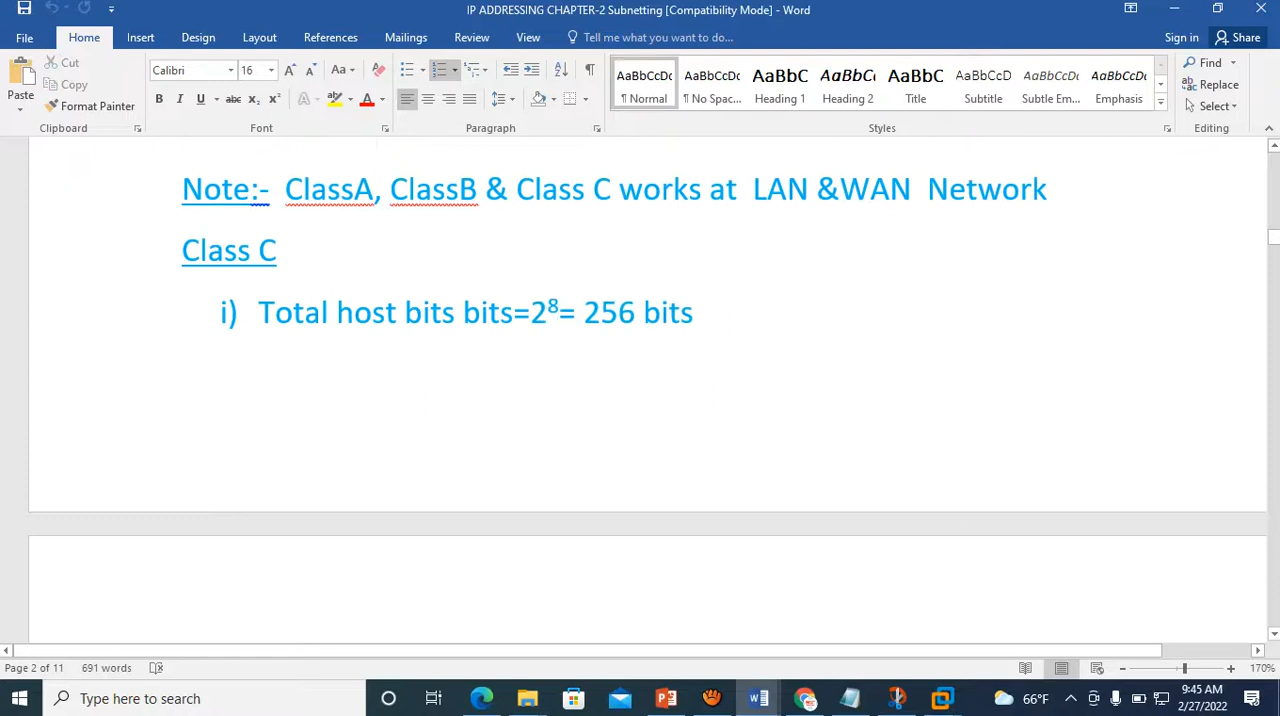 IP ADDRESSING CHAPTER-2 Subnetting [Compatibility Mode] - Word
File Home Insert Design Layout References Mailings Review View Tell me what you want to do... Sign in Share
Cut
Copy
Format Painter
Paste
Clipboard
Calibri 16 Aa
B I U abc x₂ x² A A
Font
Paragraph
AaBbCcDc AaBbCcDc AaBbC AaBbCc AaBbC AaBbCcD AaBbCcDc AaBbCcDc
¶ Normal ¶ No Spac... Heading 1 Heading 2 Title Subtitle Subtle Em... Emphasis
Styles
Find
Replace
Select
Editing
Note:- ClassA, ClassB & Class C works at LAN &WAN Network
Class C
i) Total host bits bits=2⁸= 256 bits
Page 2 of 11 691 words 170%
Type here to search 66°F 9:45 AM
2/27/2022